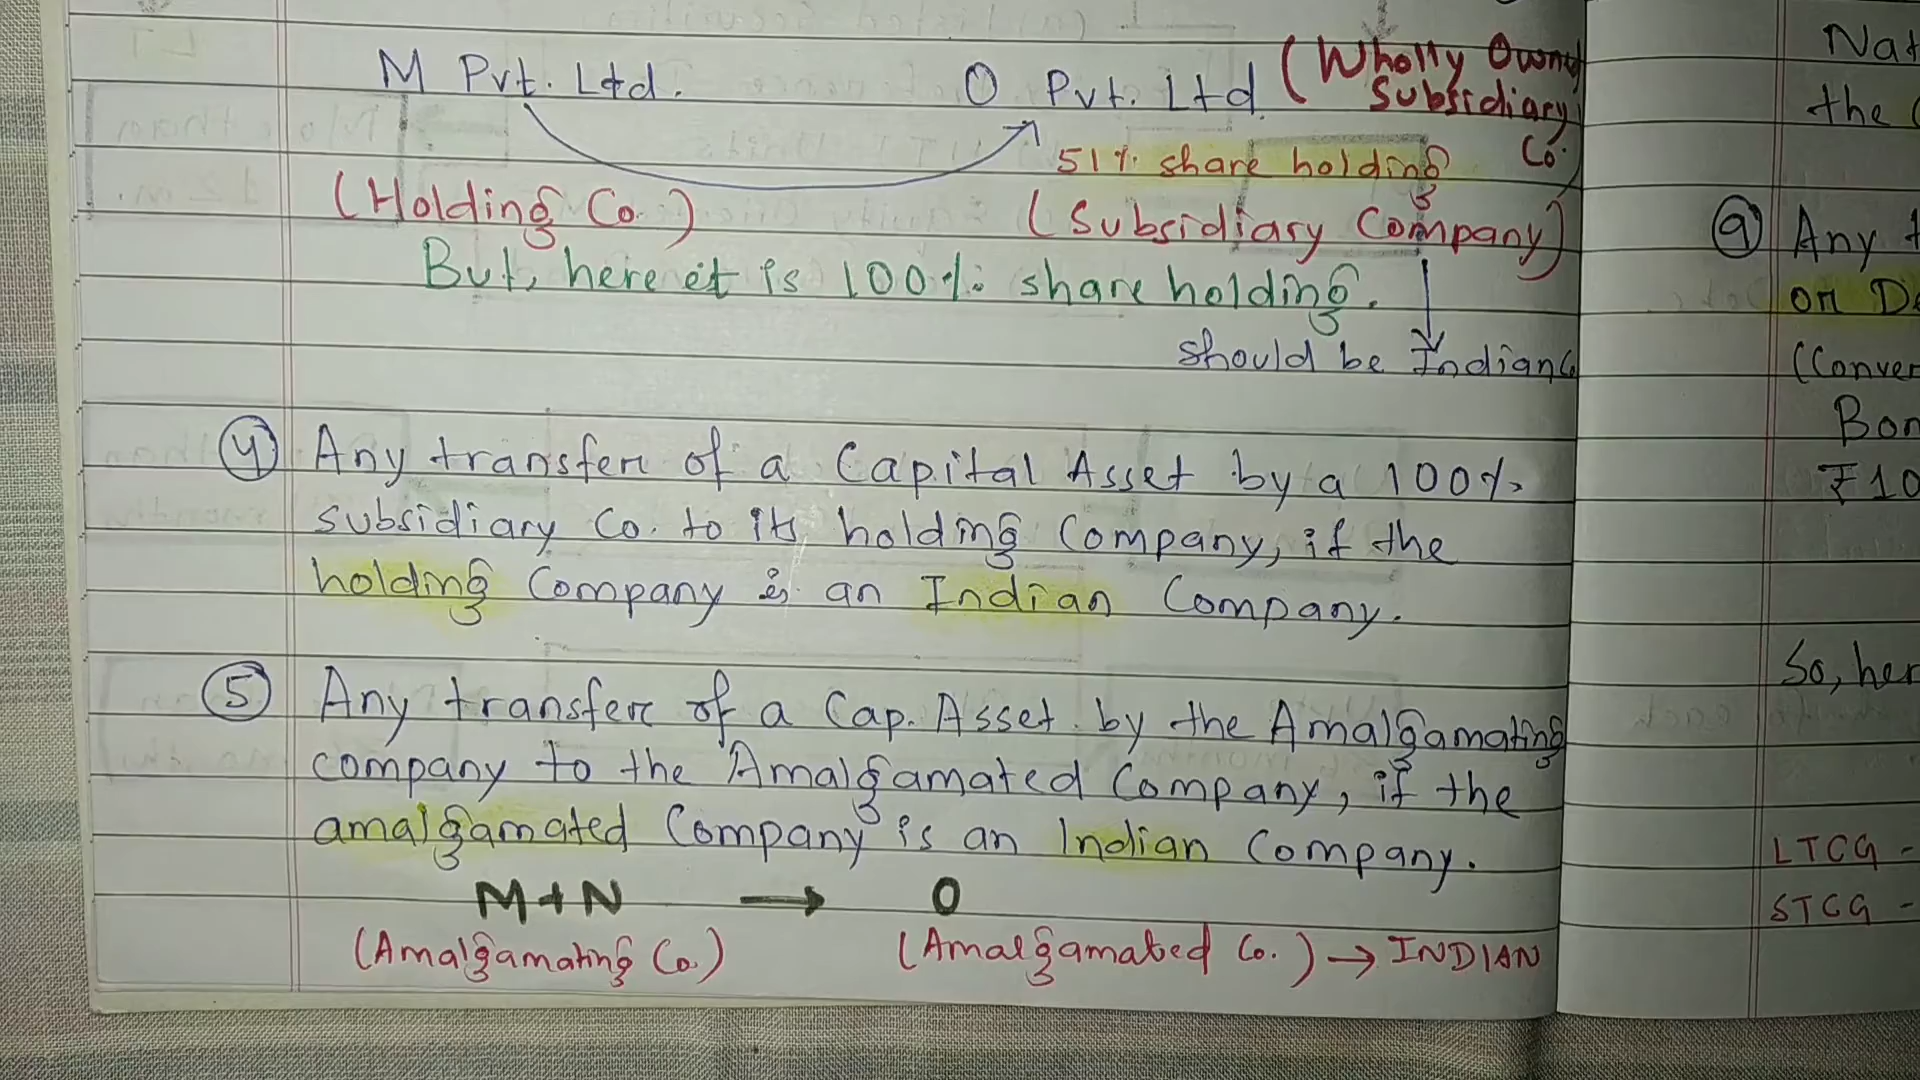 M Pvt. Ltd.
O Pvt. Ltd (Wholly Owned
Subsidiary
Co.)
51% share holding
(Holding Co.)
(Subsidiary Company)
But, here it is 100% share holding.
should be Indian Co
④ Any transfer of a Capital Asset by a 100%
subsidiary Co. to its holding Company, if the
holding Company is an Indian Company.
⑤ Any transfer of a Cap. Asset by the Amalgamating
company to the Amalgamated Company, if the
amalgamated Company is an Indian Company.
M+N → O
(Amalgamating Co.) (Amalgamated Co.) → INDIAN
the
⑨ Any
on
Bon
₹10
So, her
LTCG -
STCG -